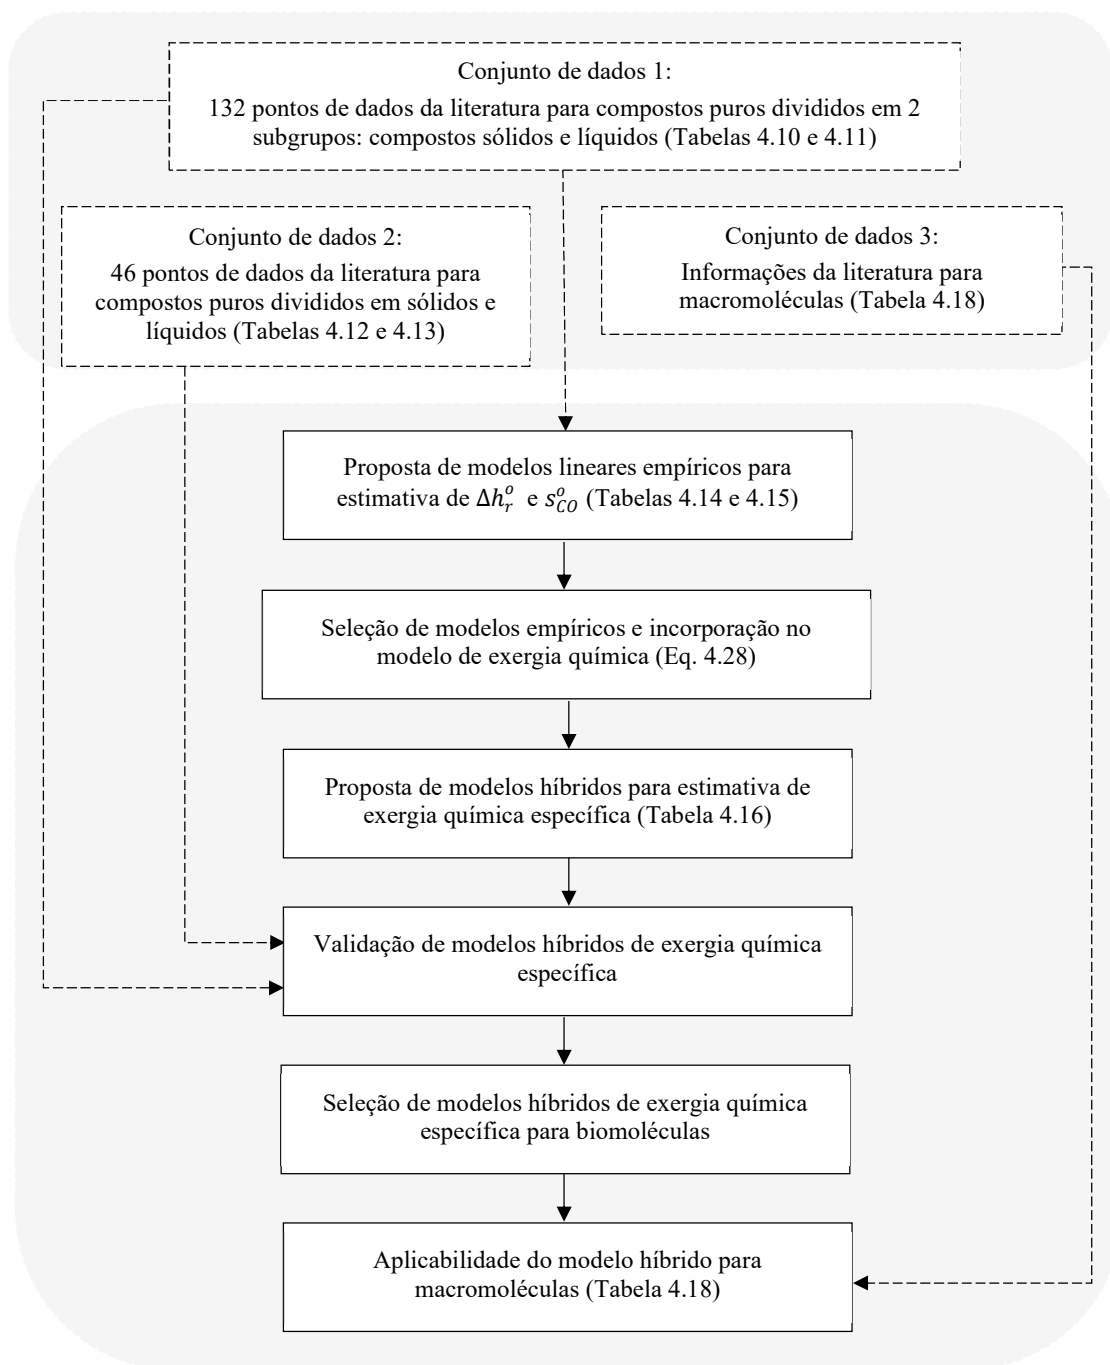 Conjunto de dados 1:
132 pontos de dados da literatura para compostos puros divididos em 2
subgrupos: compostos sólidos e líquidos (Tabelas 4.10 e 4.11)
Conjunto de dados 2:
46 pontos de dados da literatura para
compostos puros divididos em sólidos e
líquidos (Tabelas 4.12 e 4.13)
Conjunto de dados 3:
Informações da literatura para
macromoléculas (Tabela 4.18)
Proposta de modelos lineares empíricos para
estimativa de Δh_r^o e s_CO^o (Tabelas 4.14 e 4.15)
Seleção de modelos empíricos e incorporação no
modelo de exergia química (Eq. 4.28)
Proposta de modelos híbridos para estimativa de
exergia química específica (Tabela 4.16)
Validação de modelos híbridos de exergia química
específica
Seleção de modelos híbridos de exergia química
específica para biomoléculas
Aplicabilidade do modelo híbrido para
macromoléculas (Tabela 4.18)